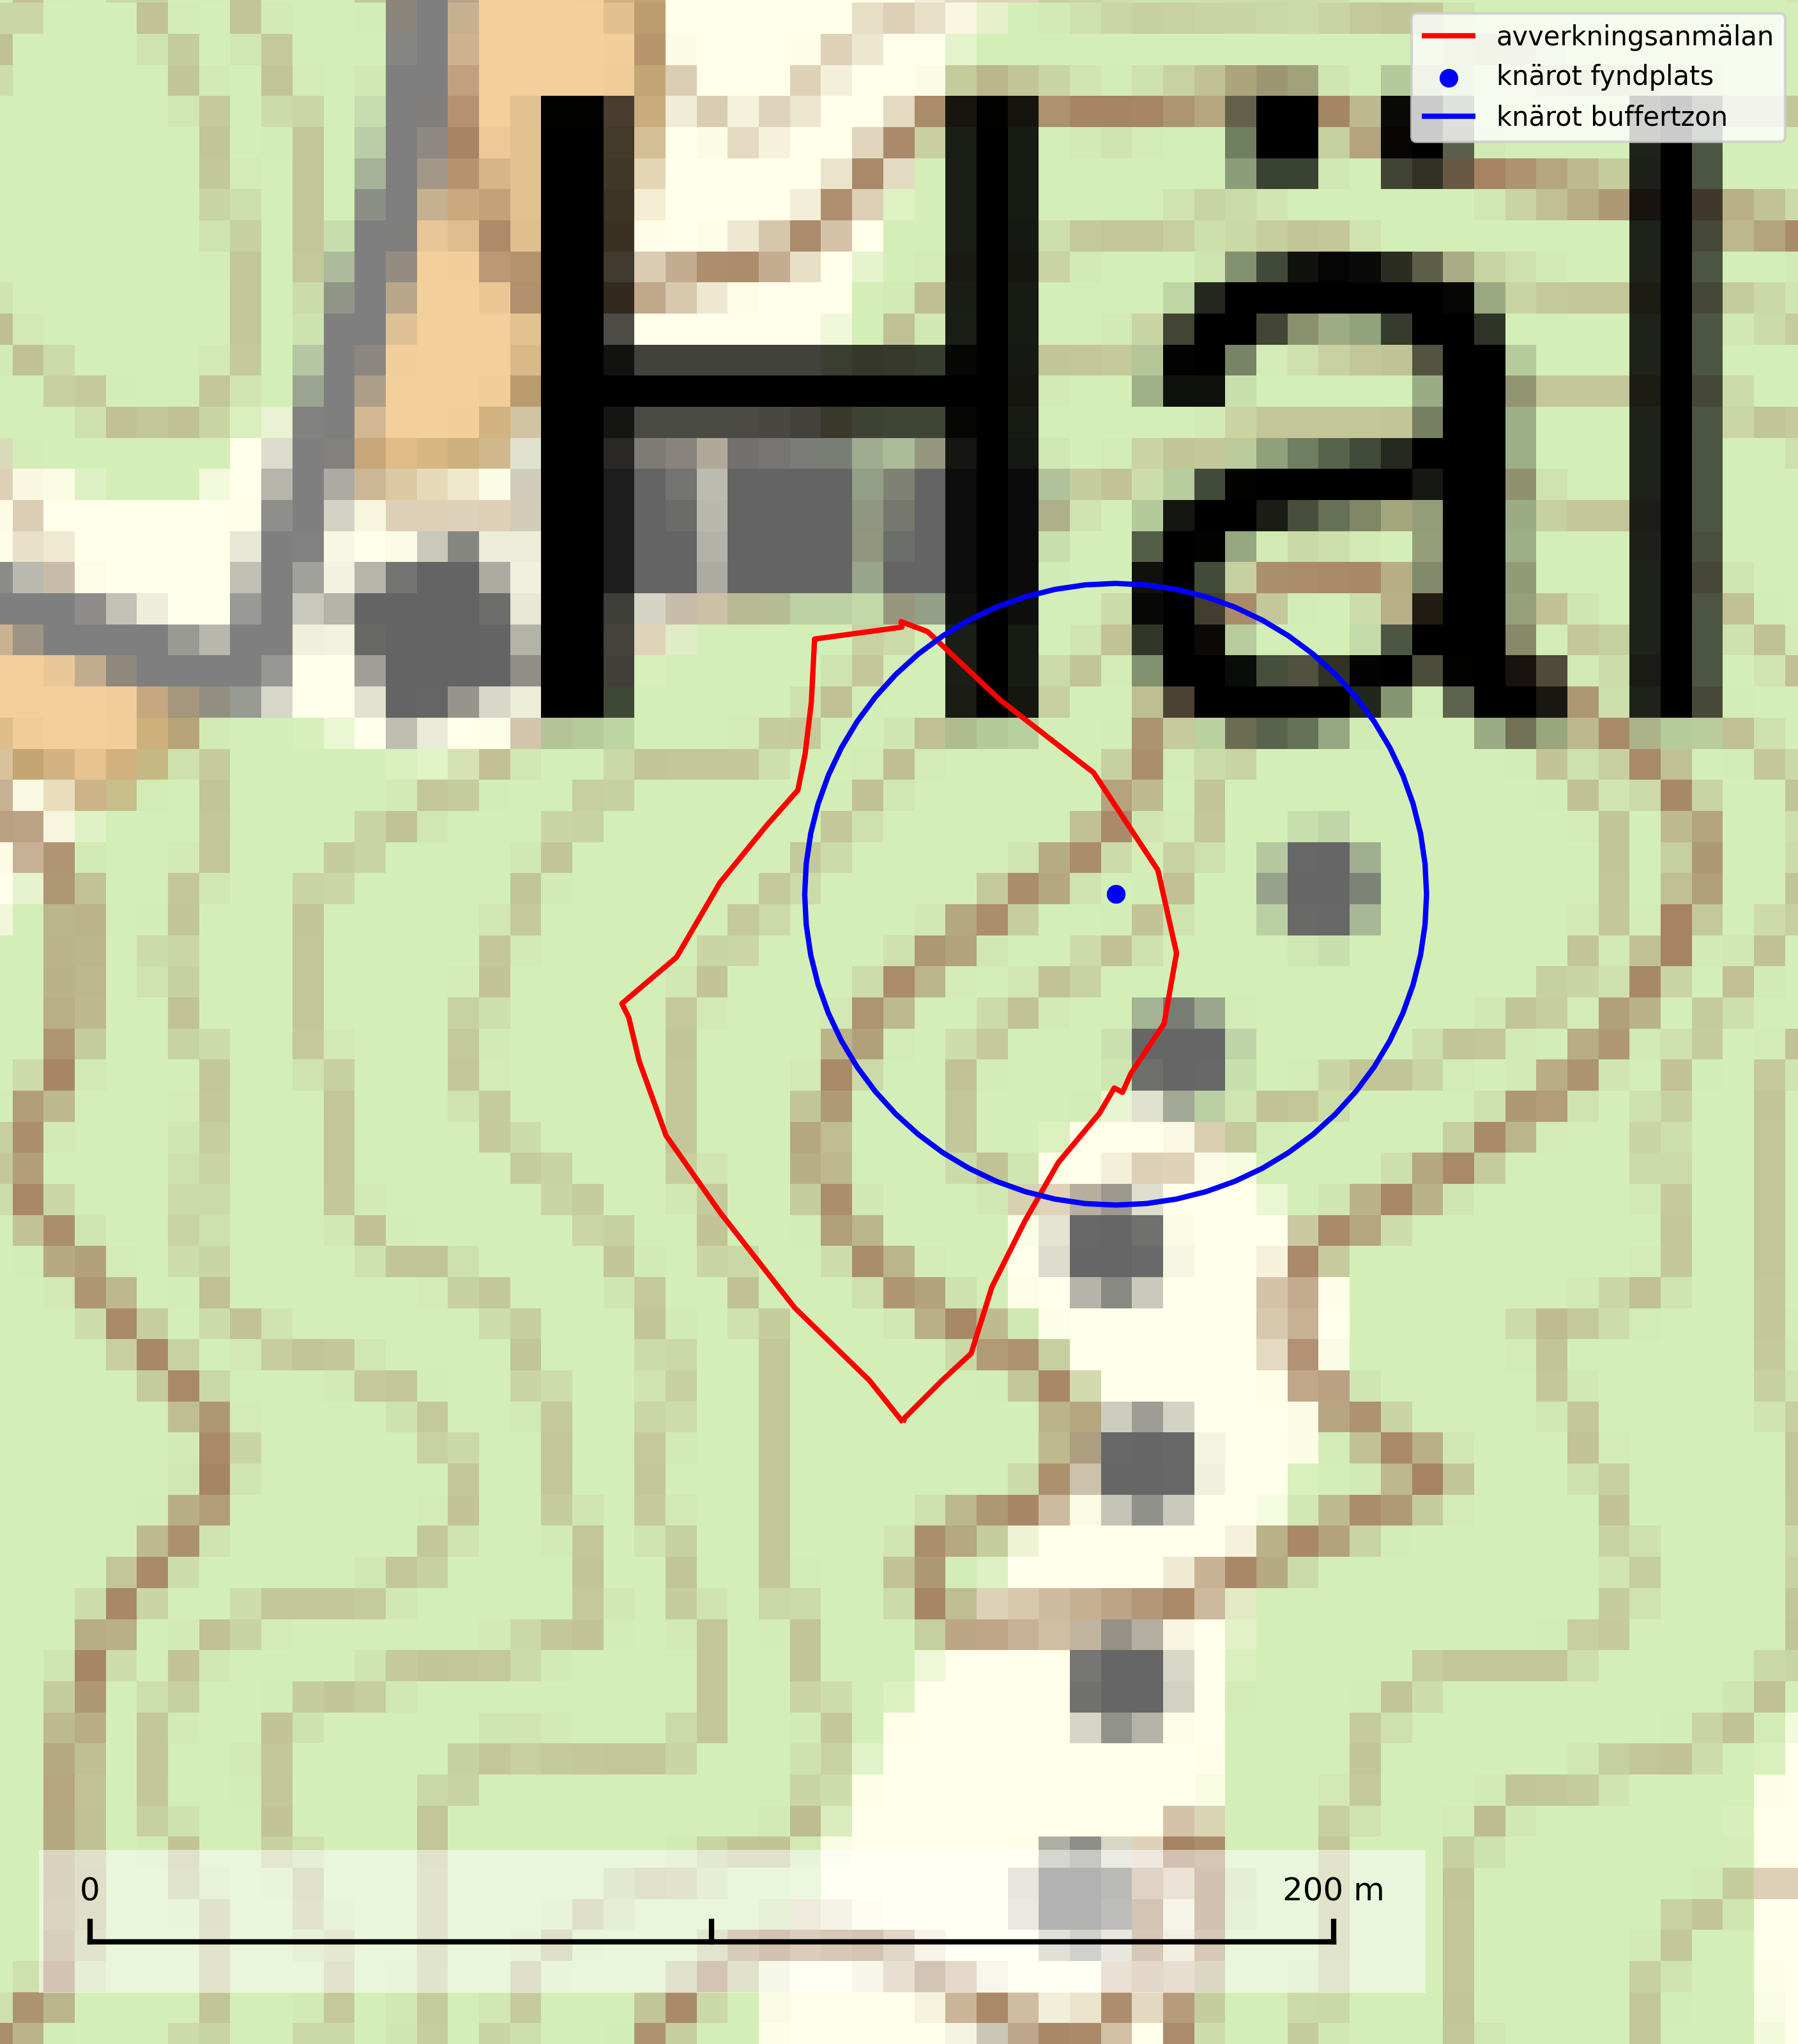 avverkningsanmälan
knärot fyndplats
knärot buffertzon
Häl
0
200 m